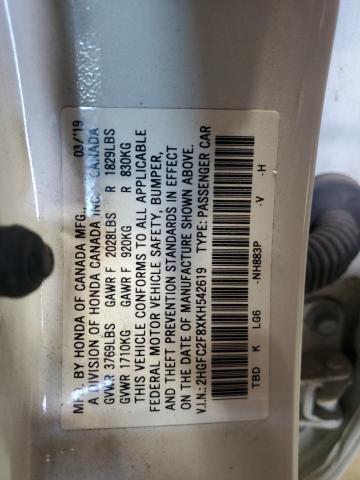 MFD. BY HONDA OF CANADA MFG. 03/'19
A DIVISION OF HONDA CANADA INC., CANADA
GVWR 3769LBS GAWR F 2028LBS R 1829LBS
GVWR 1710KG GAWR F 920KG R 830KG
THIS VEHICLE CONFORMS TO ALL APPLICABLE
FEDERAL MOTOR VEHICLE SAFETY, BUMPER,
AND THEFT PREVENTION STANDARDS IN EFFECT
ON THE DATE OF MANUFACTURE SHOWN ABOVE.
V.I.N.: 2HGFC2F8XKH542619 TYPE: PASSENGER CAR
TBD K LG6 -NH883P -V -H